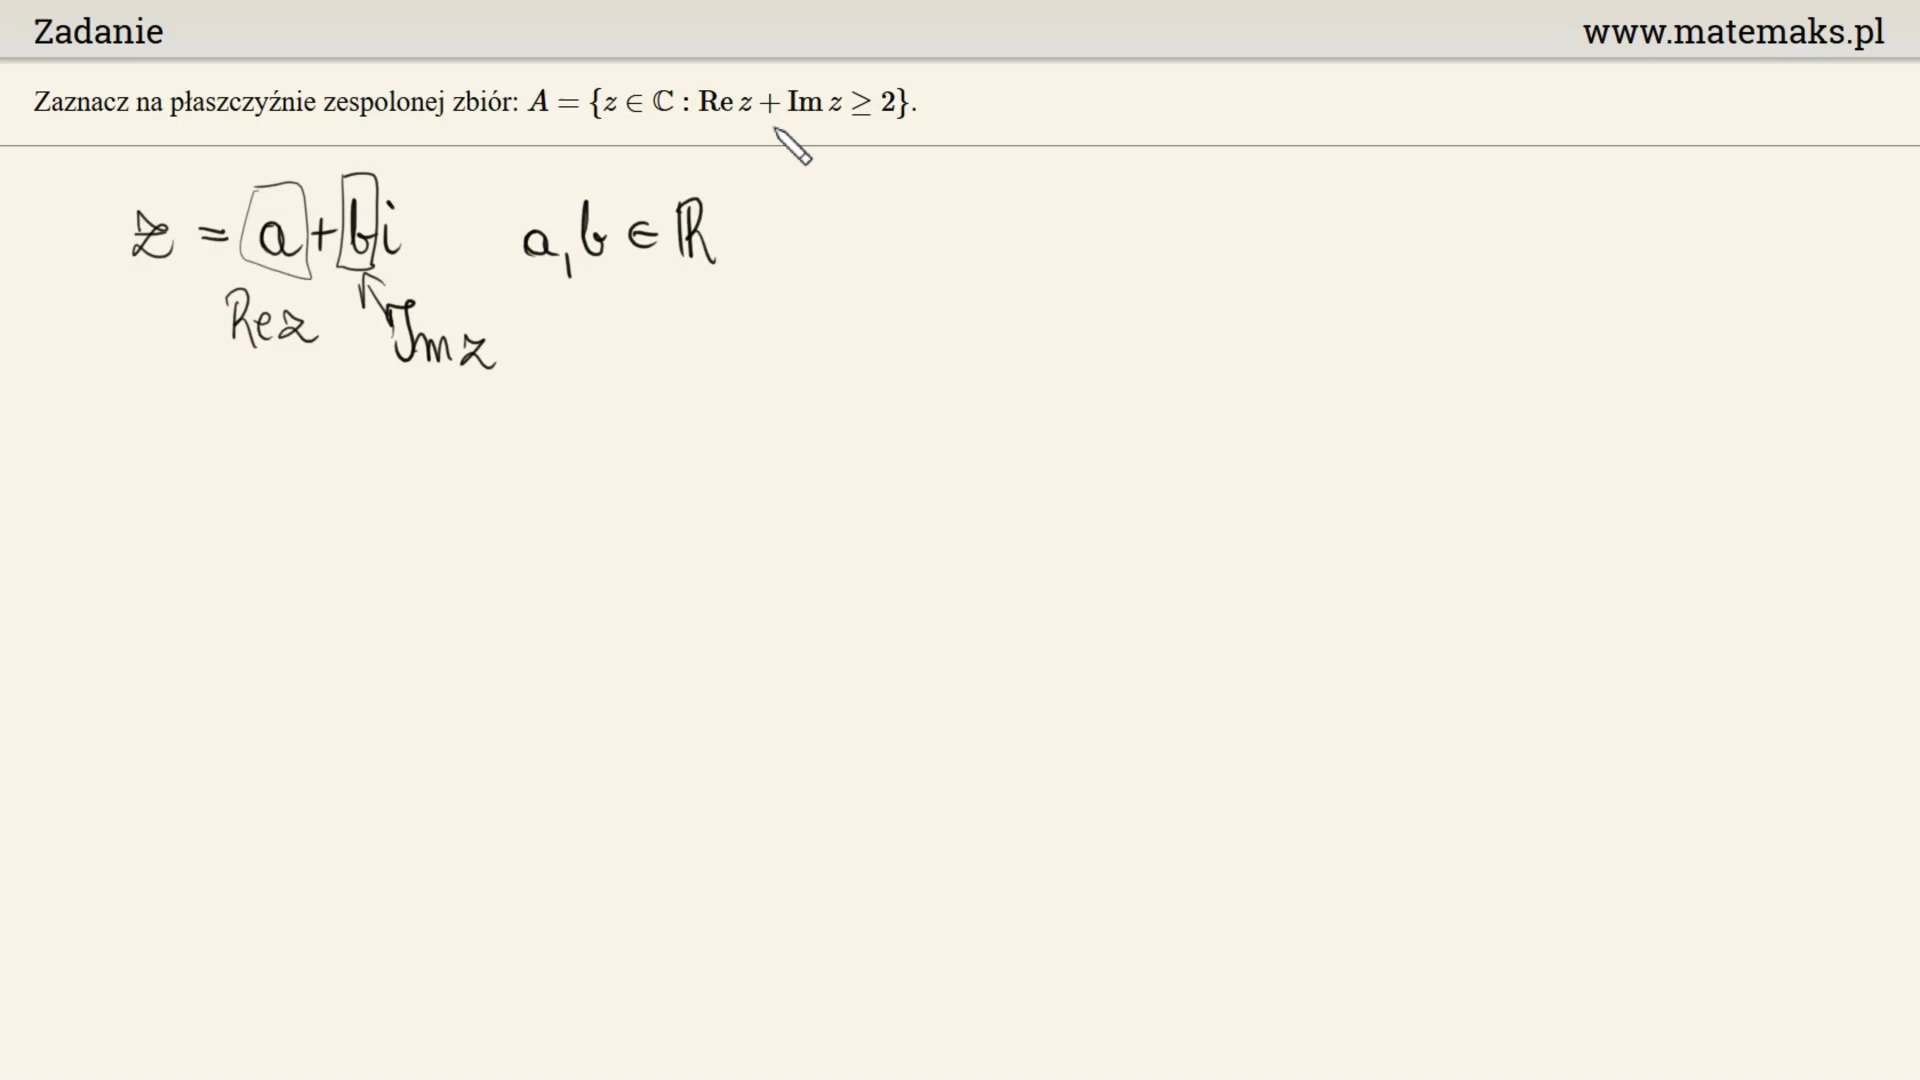 Zadanie www.matemaks.pl
Zaznacz na płaszczyźnie zespolonej zbiór: A = {z ∈ ℂ : Re z + Im z ≥ 2}.
z = a + bi a, b ∈ ℝ
Re z
Im z